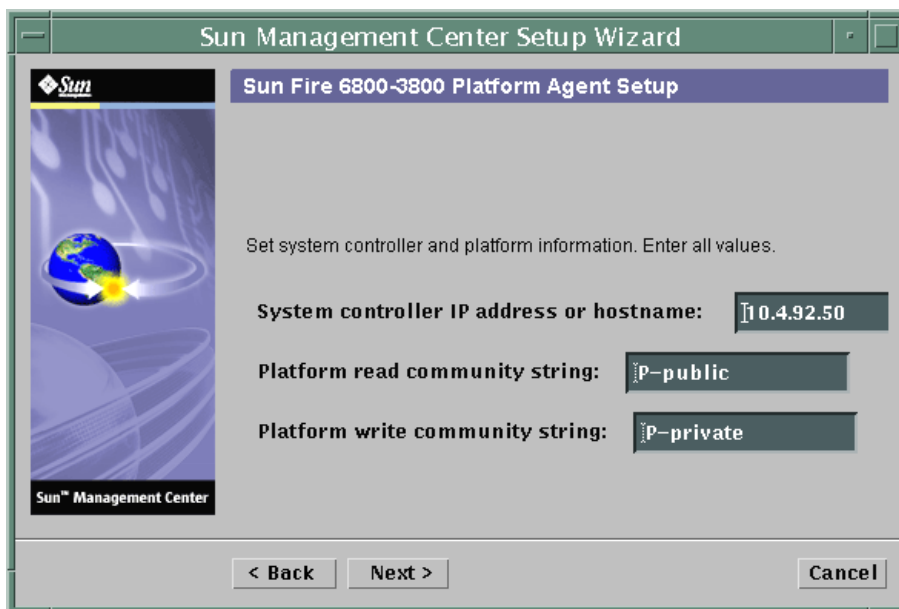 Sun Management Center Setup Wizard
Sun
Sun Fire 6800-3800 Platform Agent Setup
Set system controller and platform information. Enter all values.
System controller IP address or hostname: 10.4.92.50
Platform read community string: P-public
Platform write community string: P-private
Sun™ Management Center
< Back Next > Cancel